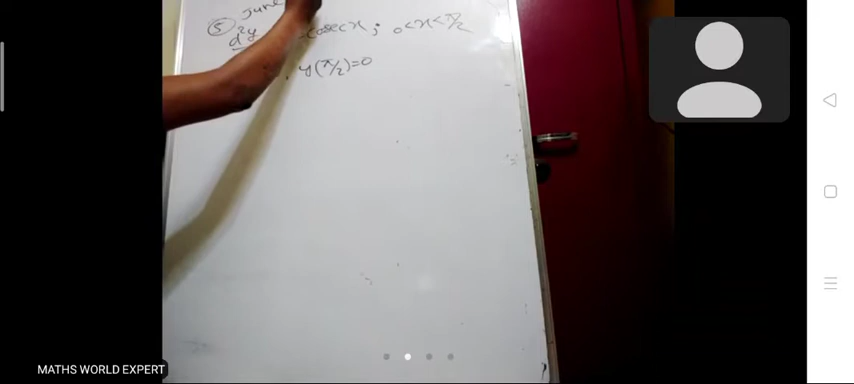 June
⑤ d²y -cosec x ; 0<x<π/2
y(π/2)=0
MATHS WORLD EXPERT